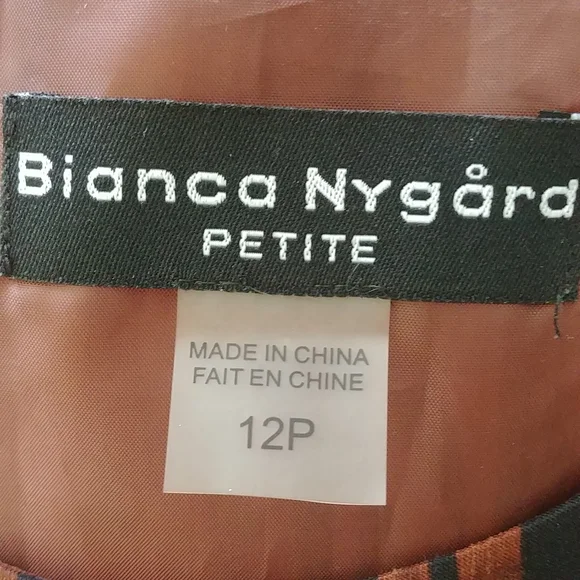 Bianca Nygård
PETITE
MADE IN CHINA
FAIT EN CHINE
12P